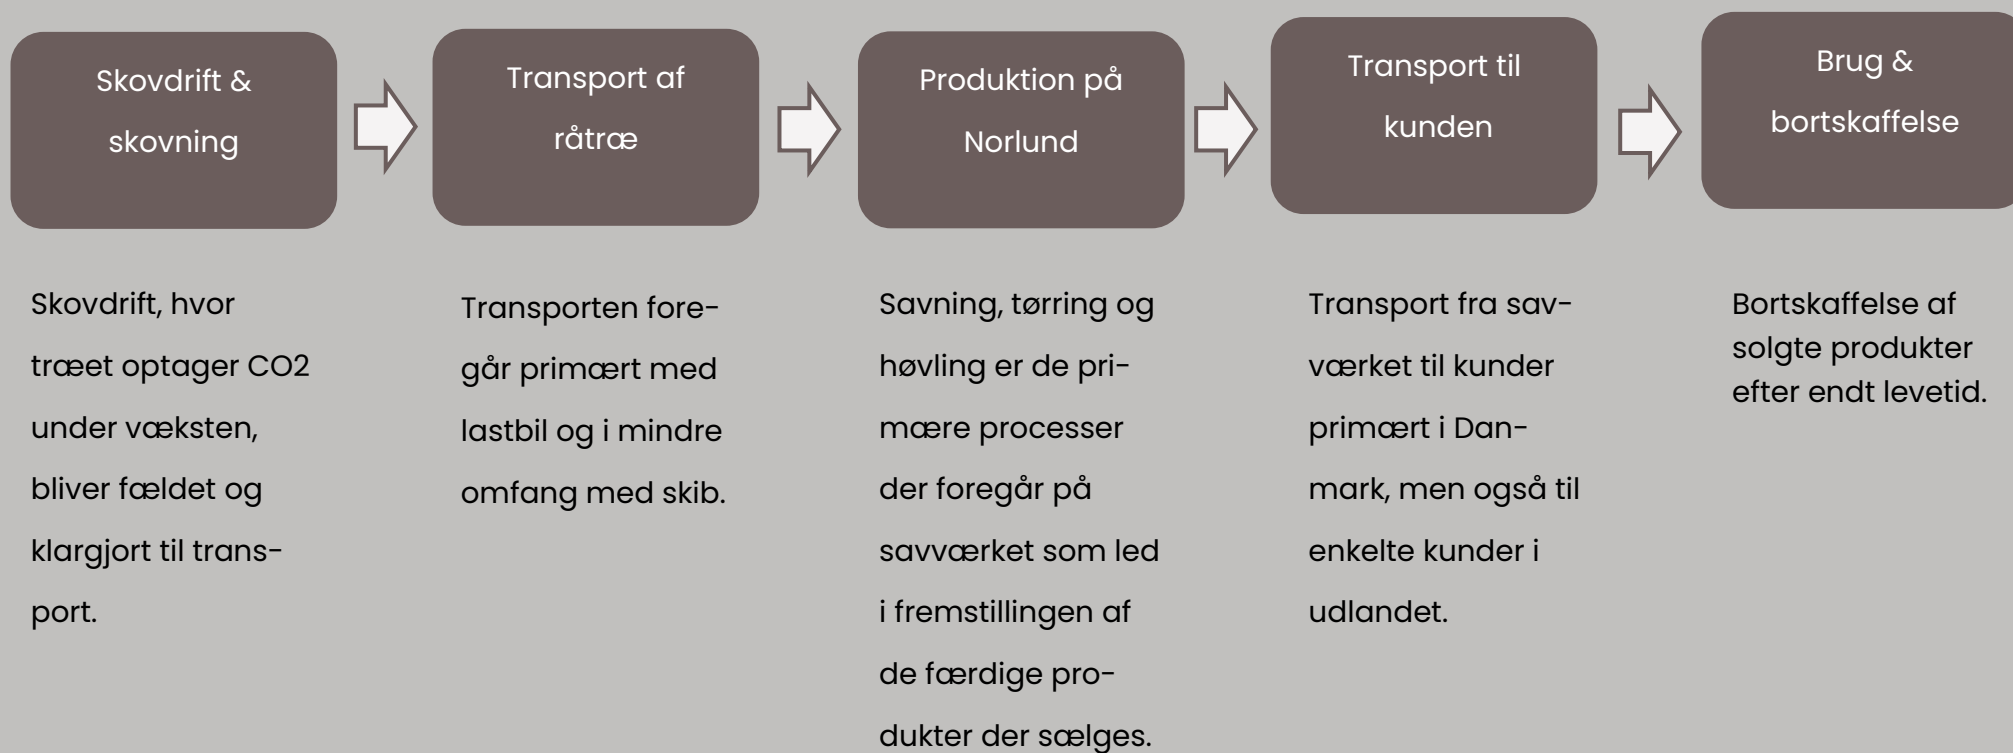 Skovdrift &
skovning
Transport af
råtræ
Produktion på
Norlund
Transport til
kunden
Brug &
bortskaffelse
Skovdrift, hvor
træet optager CO2
under væksten,
bliver fældet og
klargjort til trans-
port.
Transporten fore-
går primært med
lastbil og i mindre
omfang med skib.
Savning, tørring og
høvling er de pri-
mære processer
der foregår på
savværket som led
i fremstillingen af
de færdige pro-
dukter der sælges.
Transport fra sav-
værket til kunder
primært i Dan-
mark, men også til
enkelte kunder i
udlandet.
Bortskaffelse af
solgte produkter
efter endt levetid.